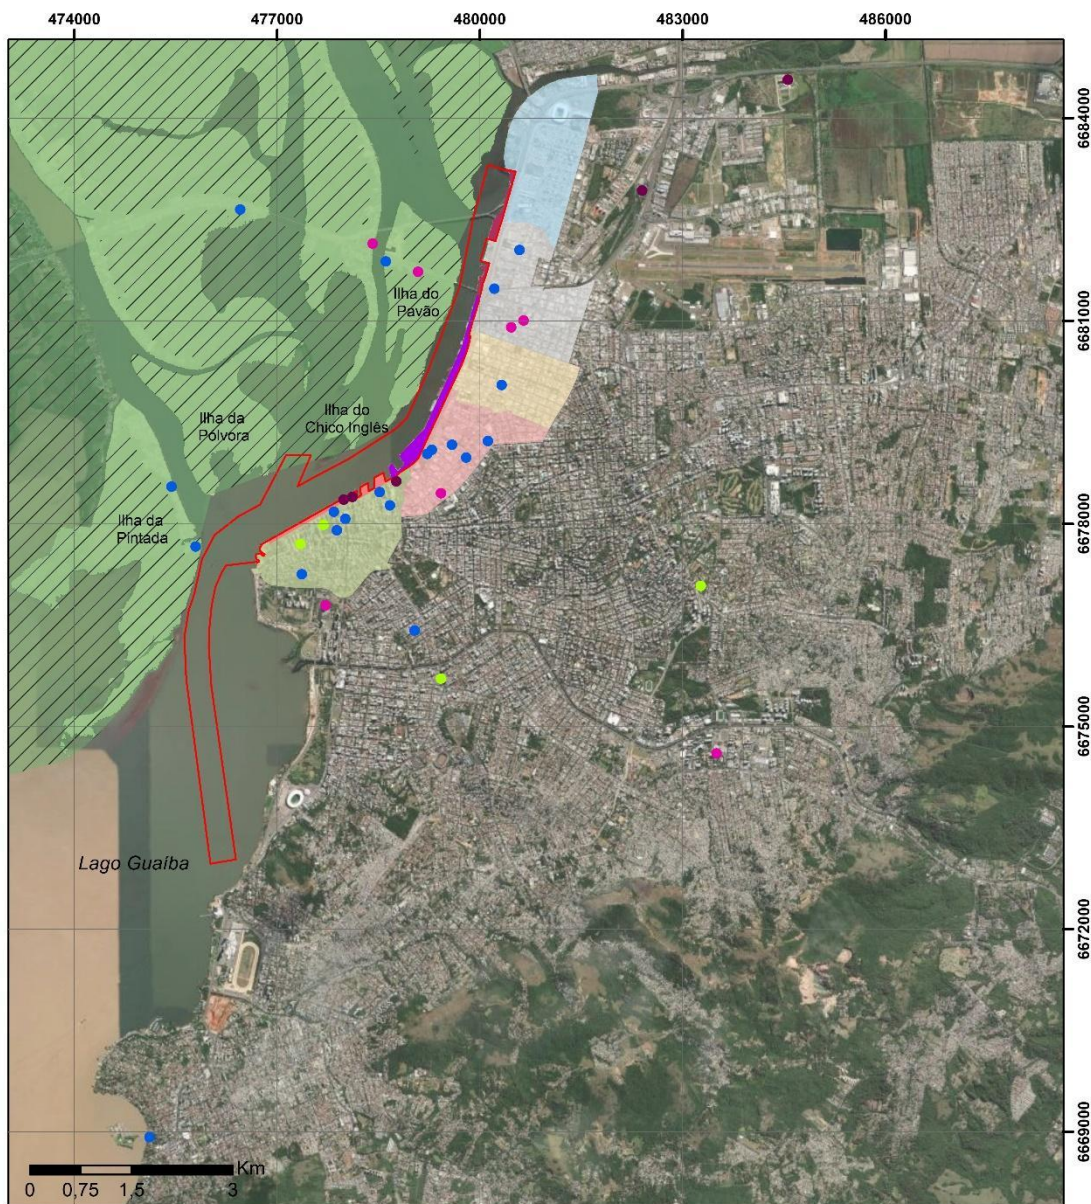 474000 477000 480000 483000 486000
6684000
Ilha do
Pavão
6681000
Ilha da
Pólvora
Ilha do
Chico Inglês
Ilha da
Pintada
6678000
6675000
Lago Guaíba
6672000
6669000
Km
0 0,75 1,5 3